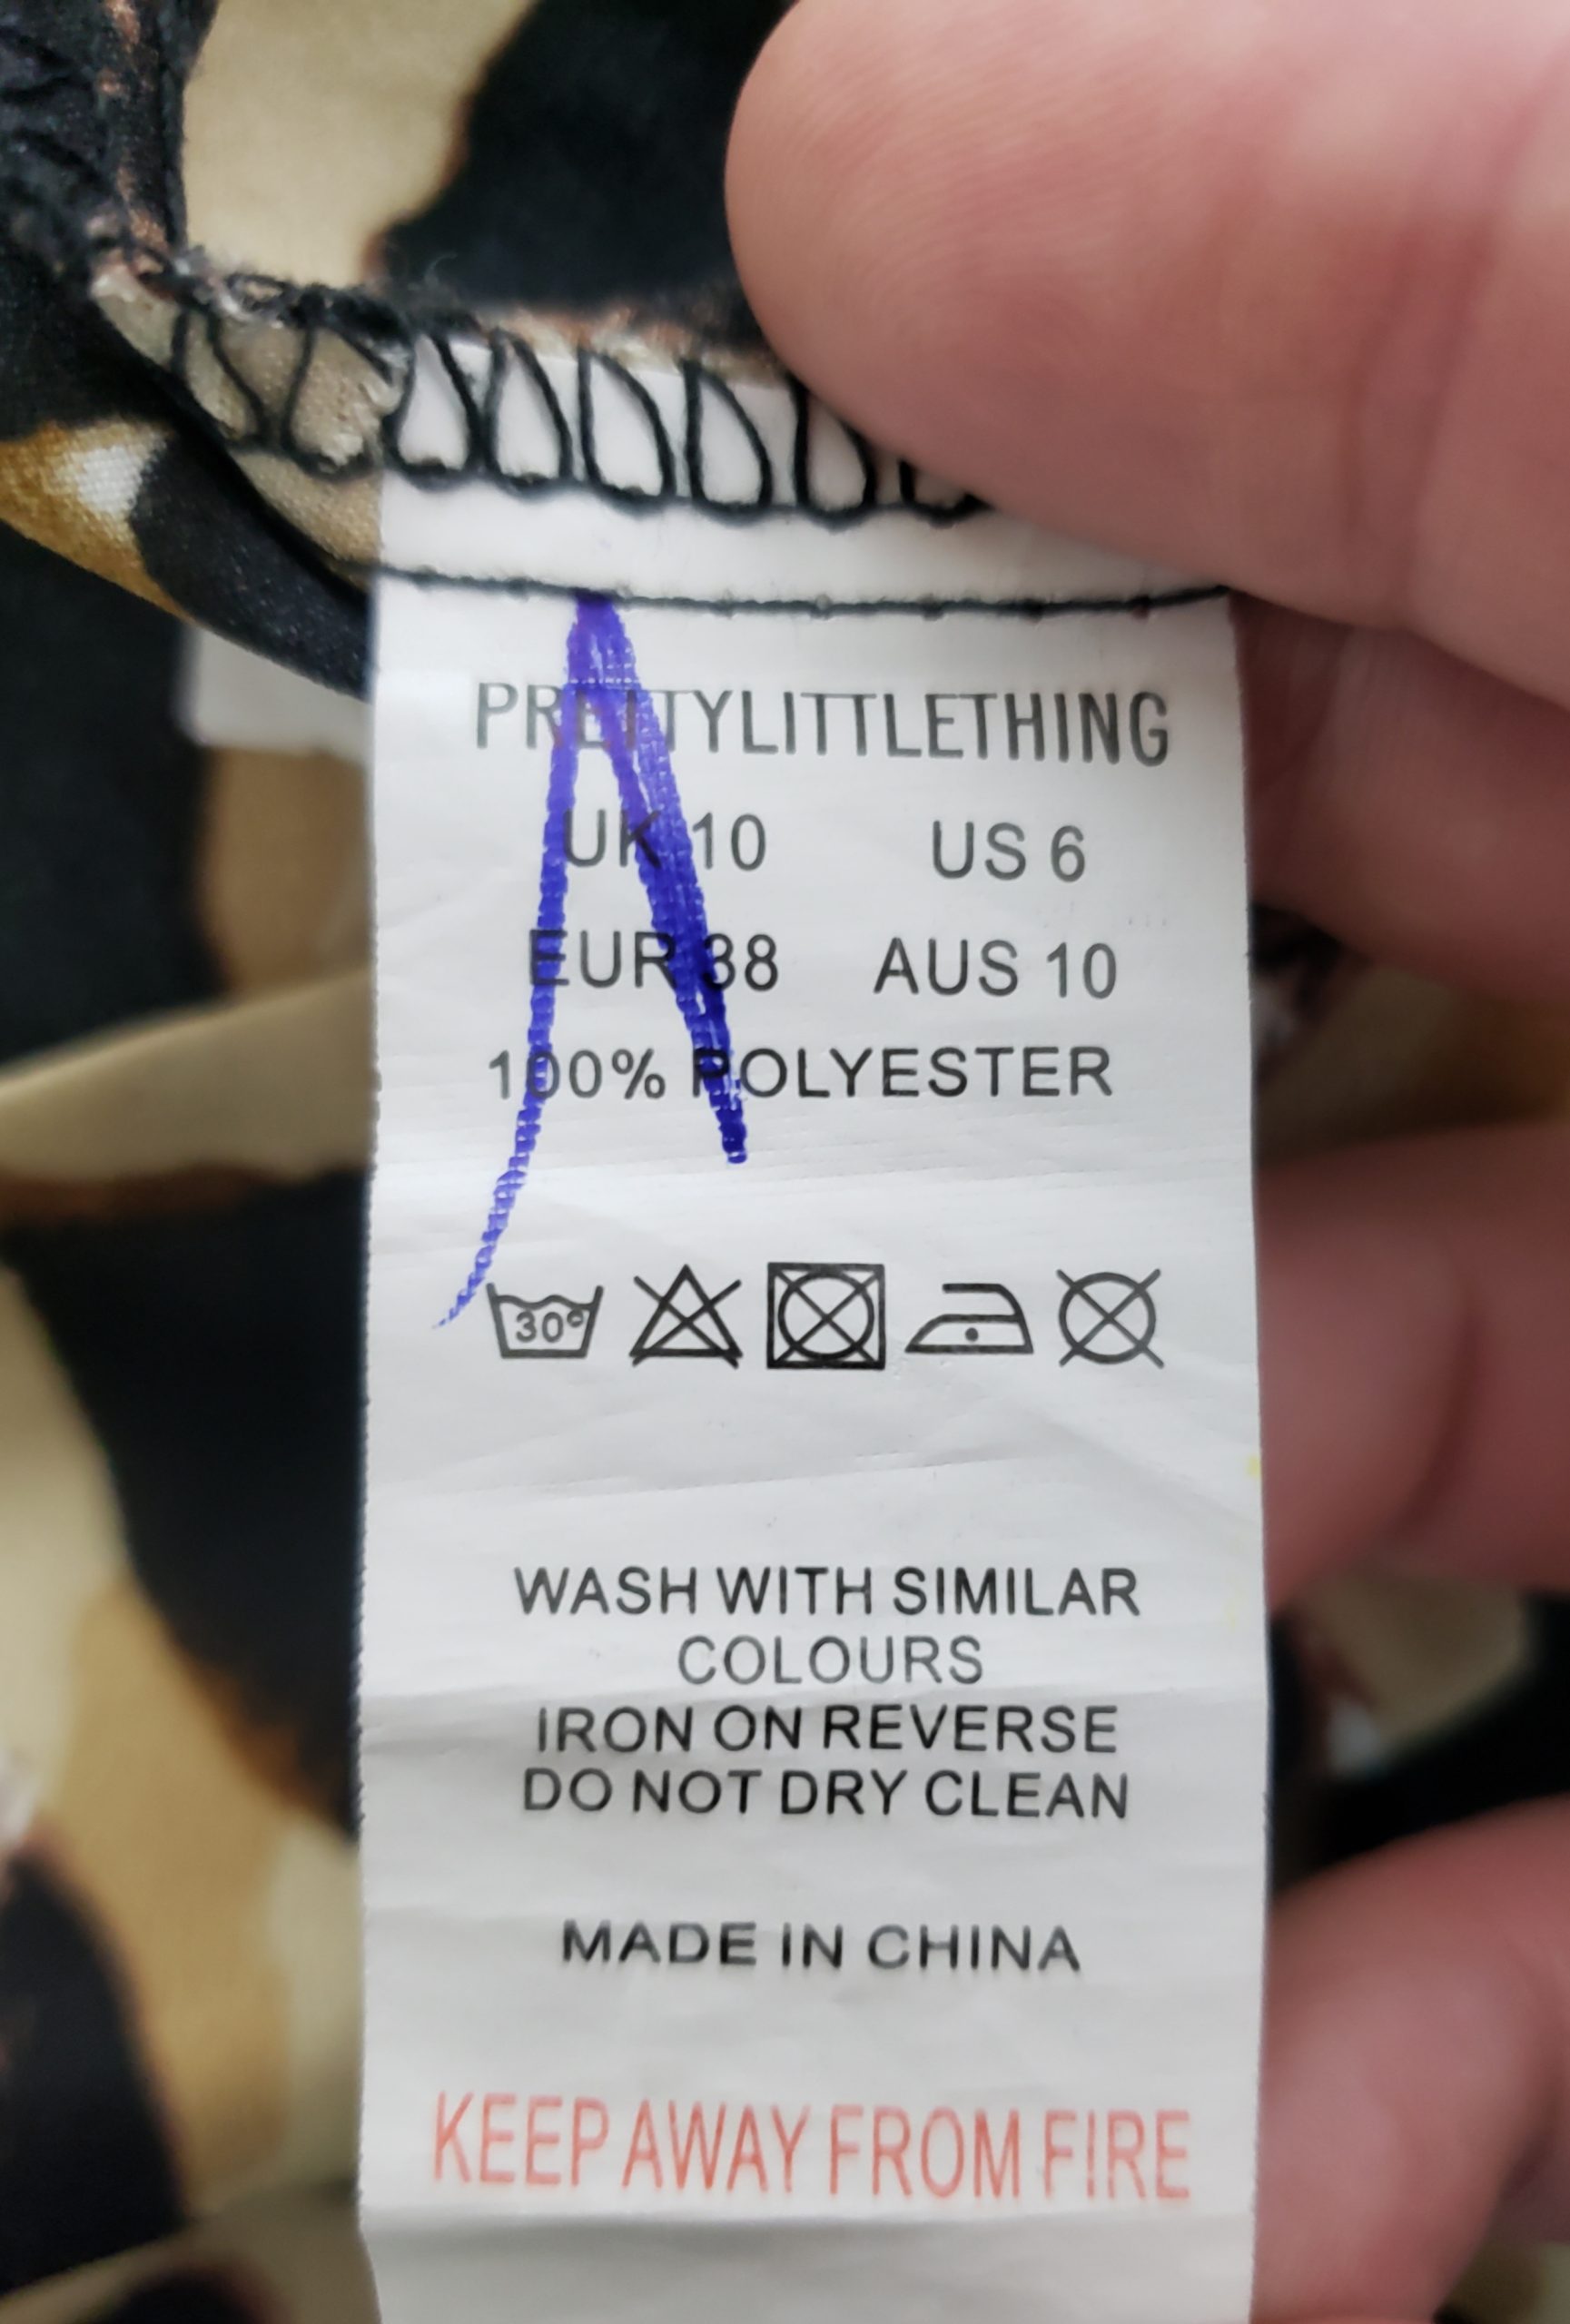 PRETTYLITTLETHING
UK 10 US 6
EUR 38 AUS 10
100% POLYESTER
30°
WASH WITH SIMILAR
COLOURS
IRON ON REVERSE
DO NOT DRY CLEAN
MADE IN CHINA
KEEP AWAY FROM FIRE